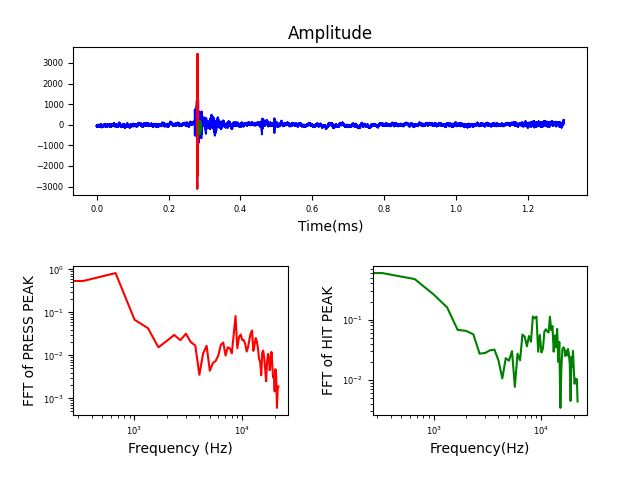 Amplitude
3000
2000
1000
0
−1000
−2000
−3000
0.0 0.2 0.4 0.6 0.8 1.0 1.2
Time(ms)
FFT of PRESS PEAK
10⁰
10⁻¹
10⁻²
10⁻³
10³ 10⁴
Frequency (Hz)
FFT of HIT PEAK
10⁻¹
10⁻²
10³ 10⁴
Frequency(Hz)